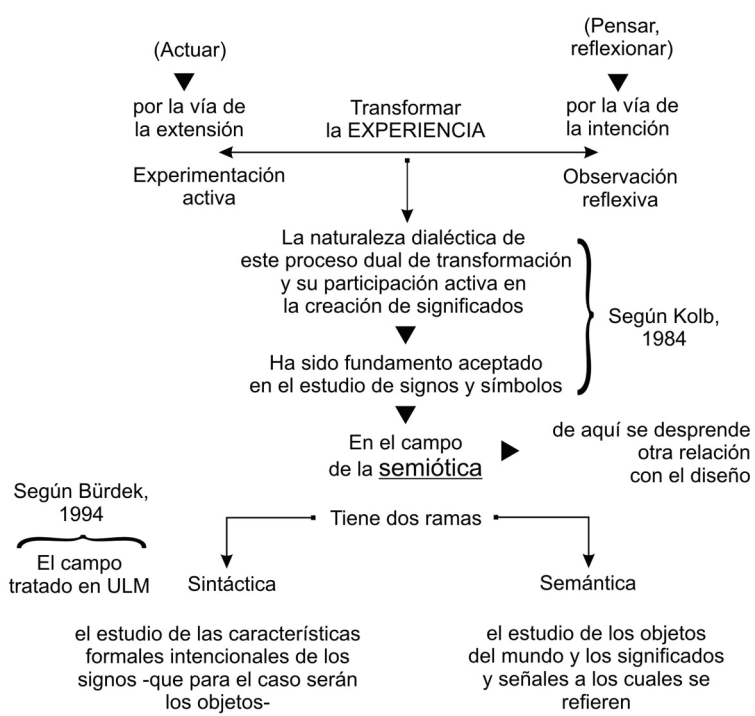 (Actuar)
(Pensar,
reflexionar)
por la vía de
la extensión
Transformar
la EXPERIENCIA
por la vía de
la intención
Experimentación
activa
Observación
reflexiva
La naturaleza dialéctica de
este proceso dual de transformación
y su participación activa en
la creación de significados
Según Kolb,
1984
Ha sido fundamento aceptado
en el estudio de signos y símbolos
En el campo
de la semiótica
de aquí se desprende
otra relación
con el diseño
Según Bürdek,
1994
Tiene dos ramas
El campo
tratado en ULM
Sintáctica
Semántica
el estudio de las características
formales intencionales de los
signos -que para el caso serán
los objetos-
el estudio de los objetos
del mundo y los significados
y señales a los cuales se
refieren